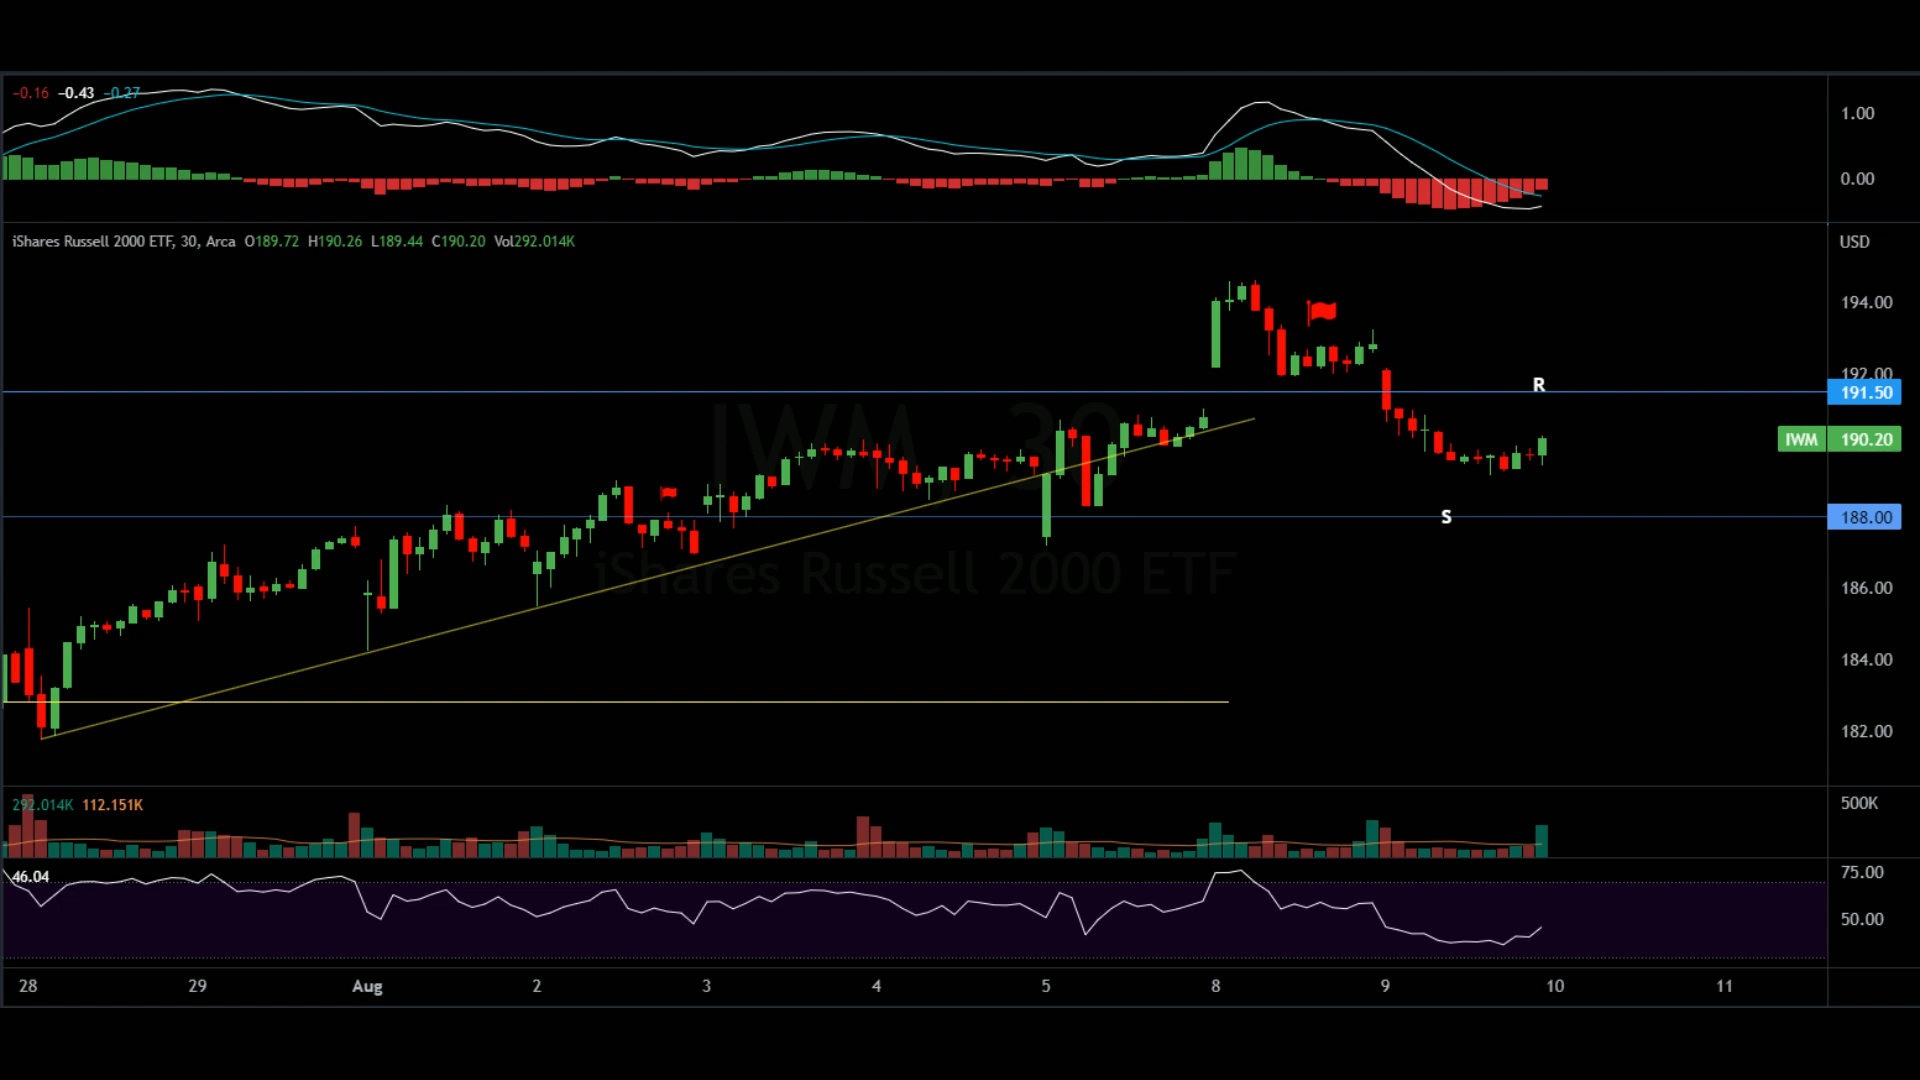 −0.16 −0.43 −0.27
1.00
0.00
iShares Russell 2000 ETF, 30, Arca O189.72 H190.26 L189.44 C190.20 Vol292.014K
USD
194.00
192.00
R
191.50
IWM, 30
IWM 190.20
S
188.00
iShares Russell 2000 ETF
186.00
184.00
182.00
292.014K 112.151K
500K
46.04
75.00
50.00
28 29 Aug 2 3 4 5 8 9 10 11